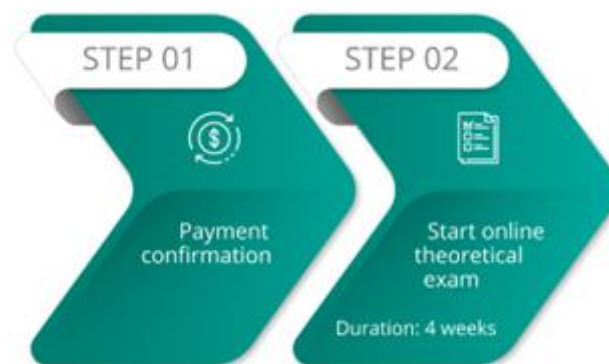 STEP 01
Payment
confirmation
STEP 02
Start online
theoretical
exam
Duration: 4 weeks